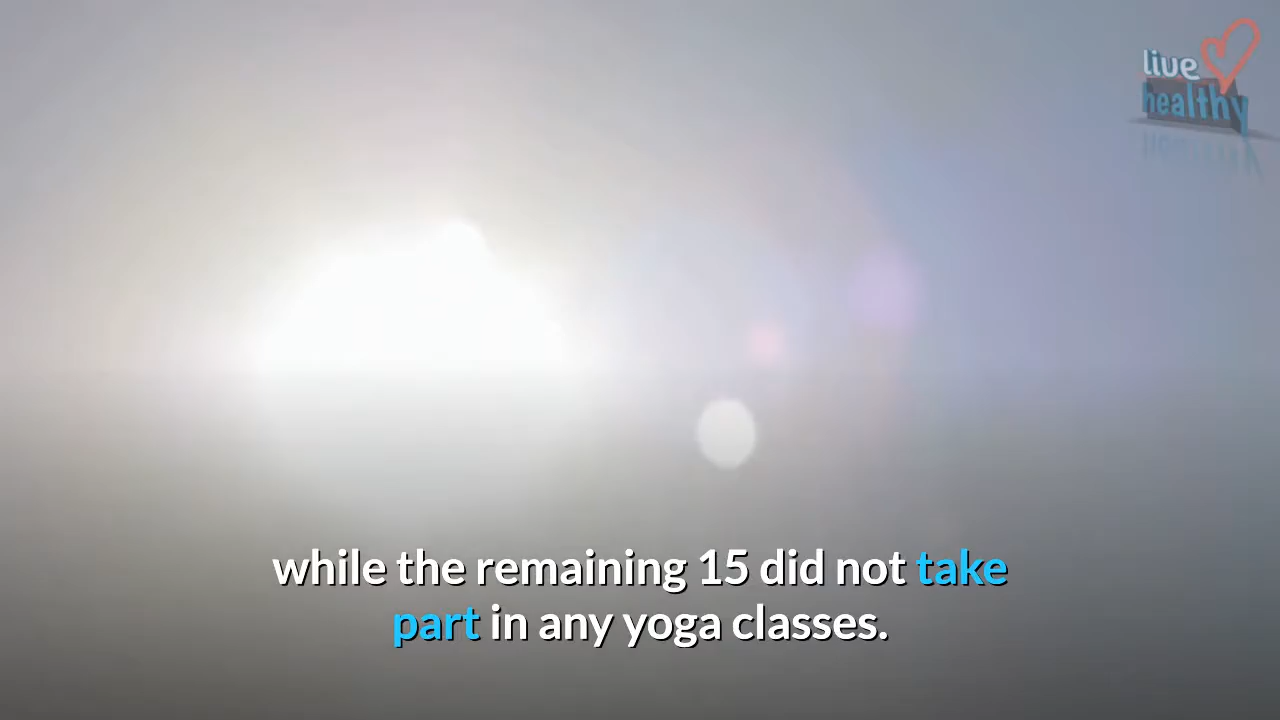 live
healthy
while the remaining 15 did not take
part in any yoga classes.